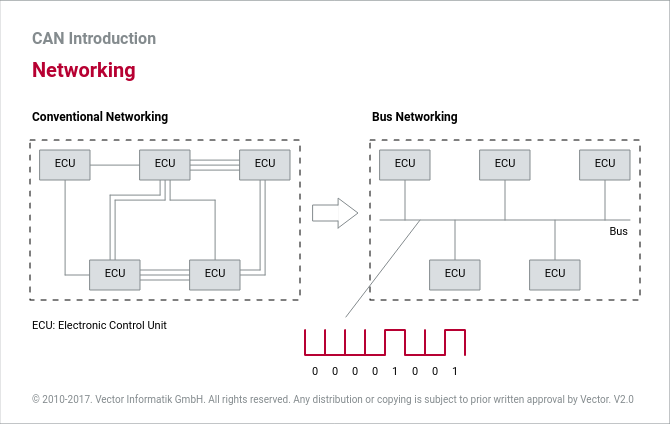 CAN Introduction
Networking
Conventional Networking
Bus Networking
ECU ECU ECU
ECU ECU
ECU ECU ECU
Bus
ECU ECU
ECU: Electronic Control Unit
0 0 0 0 1 0 0 1
© 2010-2017. Vector Informatik GmbH. All rights reserved. Any distribution or copying is subject to prior written approval by Vector. V2.0